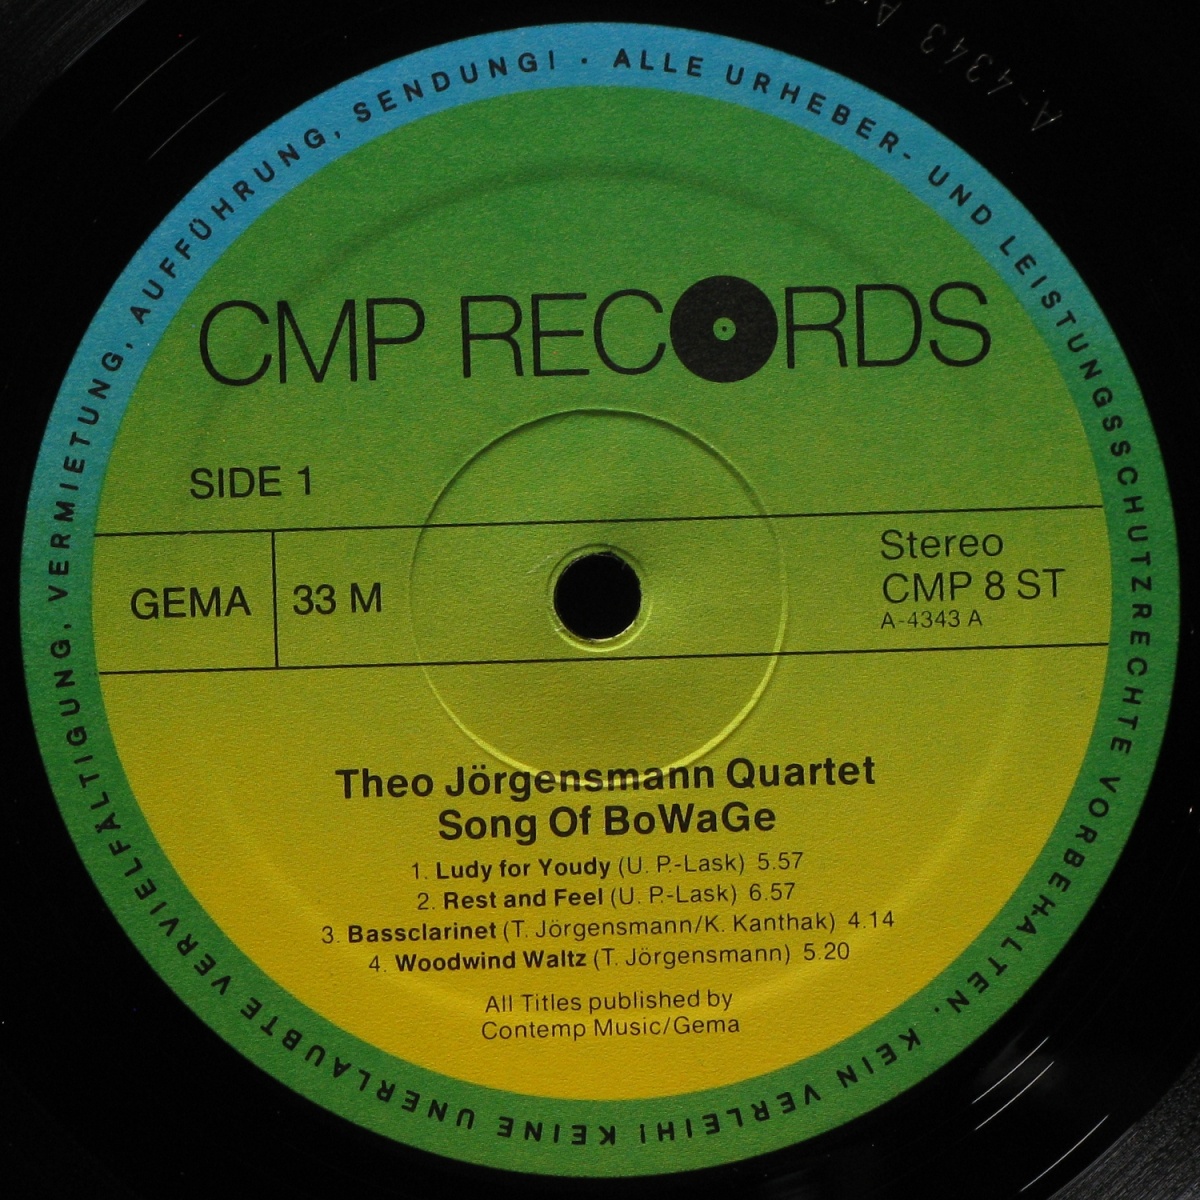 ALLE URHEBER- UND LEISTUNGSSCHUTZRECHTE VORBEHALTEN. KEIN VERLEIH! KEINE UNERLAUBTE VERVIELFÄLTIGUNG, VERMIETUNG, AUFFÜHRUNG, SENDUNG! ·
A-4343 A
CMP RECORDS
SIDE 1
GEMA
33 M
Stereo
CMP 8 ST
A-4343 A
Theo Jörgensmann Quartet
Song Of BoWaGe
1. Ludy for Youdy (U. P.-Lask) 5.57
2. Rest and Feel (U. P.-Lask) 6.57
3. Bassclarinet (T. Jörgensmann/K. Kanthak) 4.14
4. Woodwind Waltz (T. Jörgensmann) 5.20
All Titles published by
Contemp Music/Gema